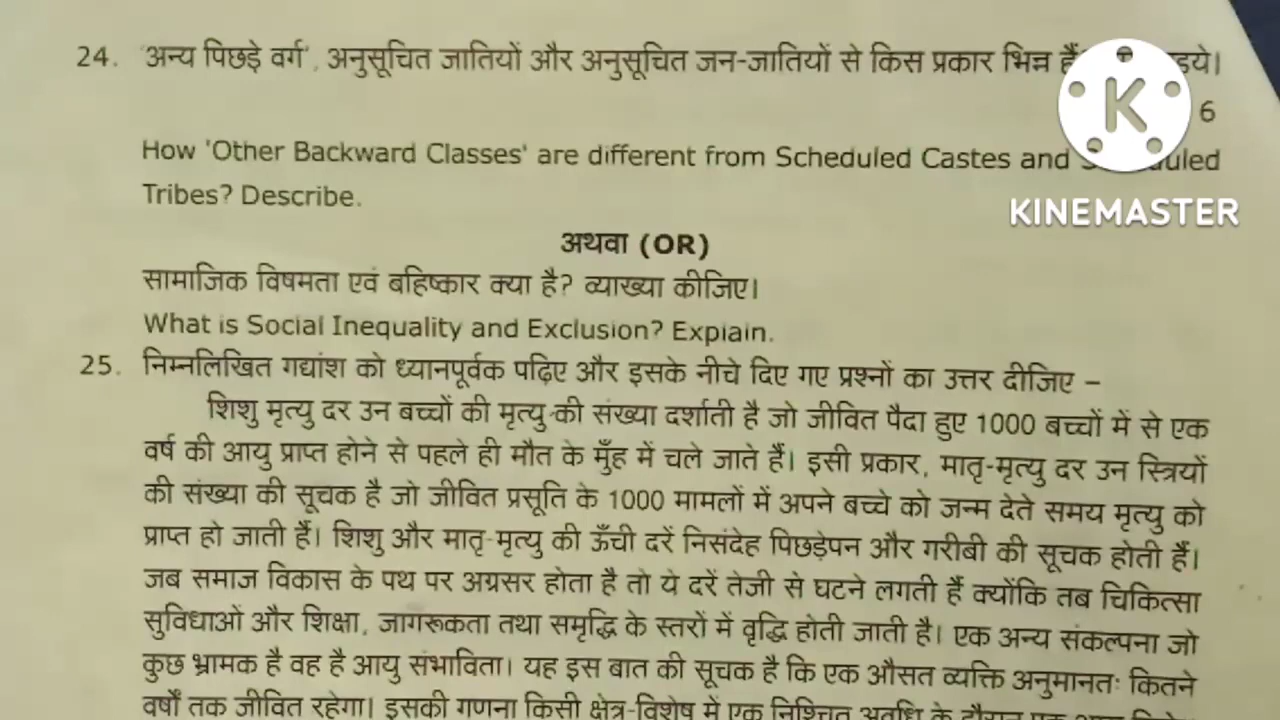 24. 'अन्य पिछड़े वर्ग', अनुसूचित जातियों और अनुसूचित जन-जातियों से किस प्रकार भिन्न हैं
6
How 'Other Backward Classes' are different from Scheduled Castes and
Tribes? Describe.
अथवा (OR)
सामाजिक विषमता एवं बहिष्कार क्या है? व्याख्या कीजिए।
What is Social Inequality and Exclusion? Explain.
25. निम्नलिखित गद्यांश को ध्यानपूर्वक पढ़िए और इसके नीचे दिए गए प्रश्नों का उत्तर दीजिए –
शिशु मृत्यु दर उन बच्चों की मृत्यु की संख्या दर्शाती है जो जीवित पैदा हुए 1000 बच्चों में से एक
वर्ष की आयु प्राप्त होने से पहले ही मौत के मुँह में चले जाते हैं। इसी प्रकार, मातृ-मृत्यु दर उन स्त्रियों
की संख्या की सूचक है जो जीवित प्रसूति के 1000 मामलों में अपने बच्चे को जन्म देते समय मृत्यु को
प्राप्त हो जाती हैं। शिशु और मातृ-मृत्यु की ऊँची दरें निसंदेह पिछड़ेपन और गरीबी की सूचक होती हैं।
जब समाज विकास के पथ पर अग्रसर होता है तो ये दरें तेजी से घटने लगती हैं क्योंकि तब चिकित्सा
सुविधाओं और शिक्षा, जागरूकता तथा समृद्धि के स्तरों में वृद्धि होती जाती है। एक अन्य संकल्पना जो
कुछ भ्रामक है वह है आयु संभाविता। यह इस बात की सूचक है कि एक औसत व्यक्ति अनुमानतः कितने
वर्षों तक जीवित रहेगा। इसकी गणना किसी क्षेत्र-विशेष में एक निश्चित अवधि के दौरान एक
K
KINEMASTER